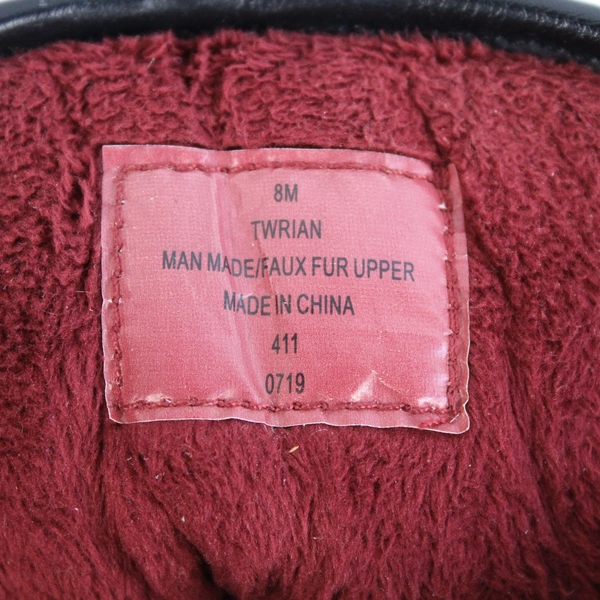 8M
TWRIAN
MAN MADE/FAUX FUR UPPER
MADE IN CHINA
411
0719